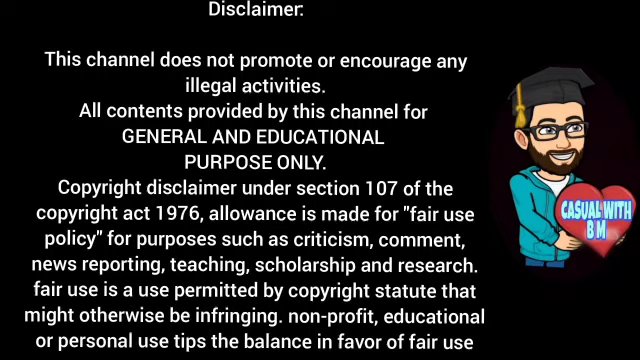 Disclaimer:
This channel does not promote or encourage any
illegal activities.
All contents provided by this channel for
GENERAL AND EDUCATIONAL
PURPOSE ONLY.
Copyright disclaimer under section 107 of the
copyright act 1976, allowance is made for "fair use
policy" for purposes such as criticism, comment,
news reporting, teaching, scholarship and research.
fair use is a use permitted by copyright statute that
might otherwise be infringing. non-profit, educational
or personal use tips the balance in favor of fair use
CASUAL WITH
B M